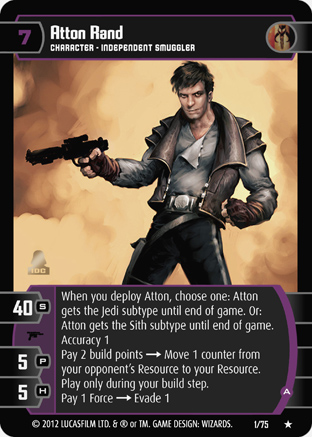 7
Atton Rand
CHARACTER • INDEPENDENT SMUGGLER
100
40 S
5 P
5 H
When you deploy Atton, choose one: Atton
gets the Jedi subtype until end of game. Or:
Atton gets the Sith subtype until end of game.
Accuracy 1
Pay 2 build points → Move 1 counter from
your opponent's Resource to your Resource.
Play only during your build step.
Pay 1 Force → Evade 1
A
© 2012 LUCASFILM LTD. & ® or TM. GAME DESIGN: WIZARDS. 1/75 ★